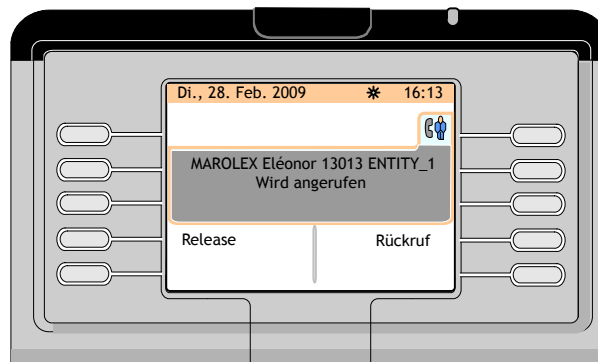 Di., 28. Feb. 2009 16:13
MAROLEX Eléonor 13013 ENTITY_1
Wird angerufen
Release Rückruf